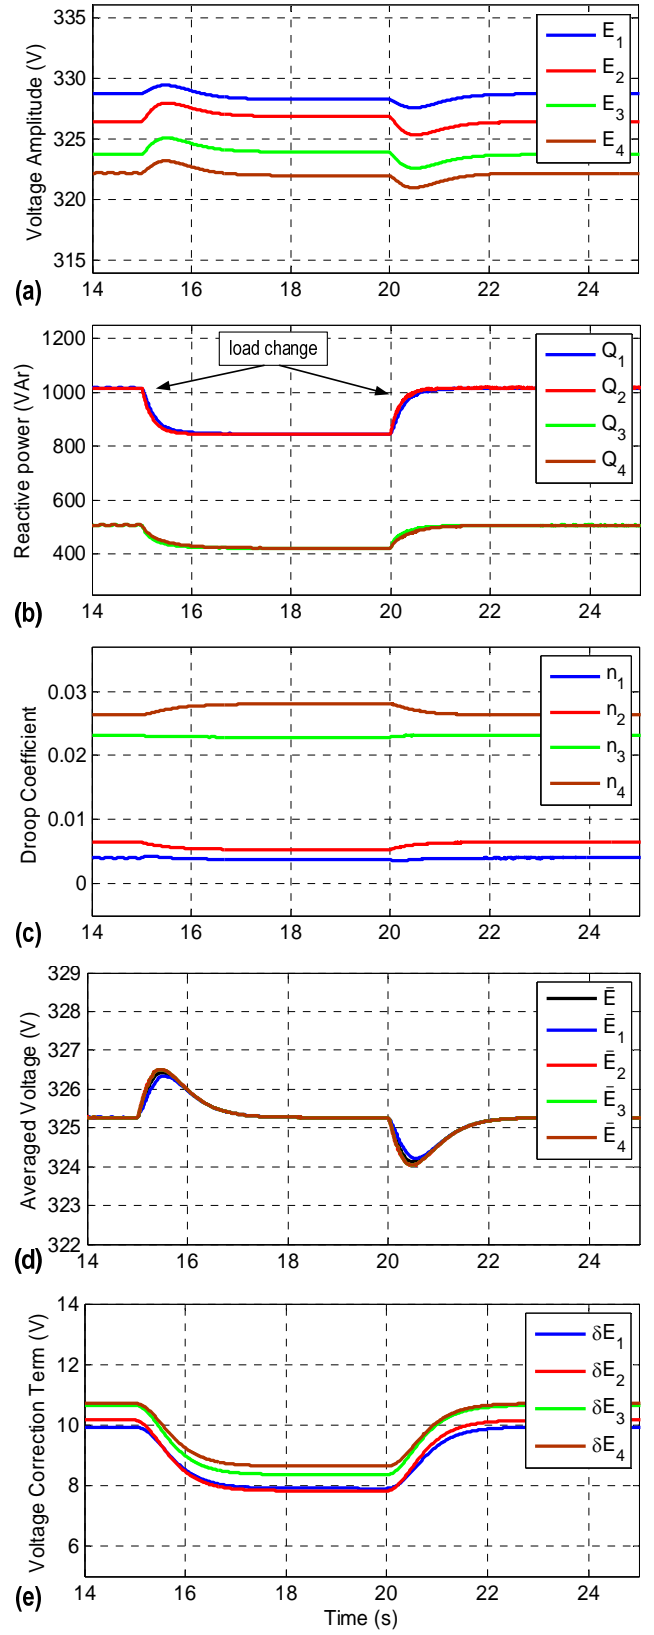 335
330
325
320
315
Voltage Amplitude (V)
E1
E2
E3
E4
14 16 18 20 22 24
(a)
1200
1000
800
600
400
Reactive power (VAr)
load change
Q1
Q2
Q3
Q4
14 16 18 20 22 24
(b)
0.03
0.02
0.01
0
Droop Coefficient
n1
n2
n3
n4
14 16 18 20 22 24
(c)
329
328
327
326
325
324
323
322
Averaged Voltage (V)
Ē
Ē1
Ē2
Ē3
Ē4
14 16 18 20 22 24
(d)
14
12
10
8
6
Voltage Correction Term (V)
δE1
δE2
δE3
δE4
14 16 18 20 22 24
(e)
Time (s)